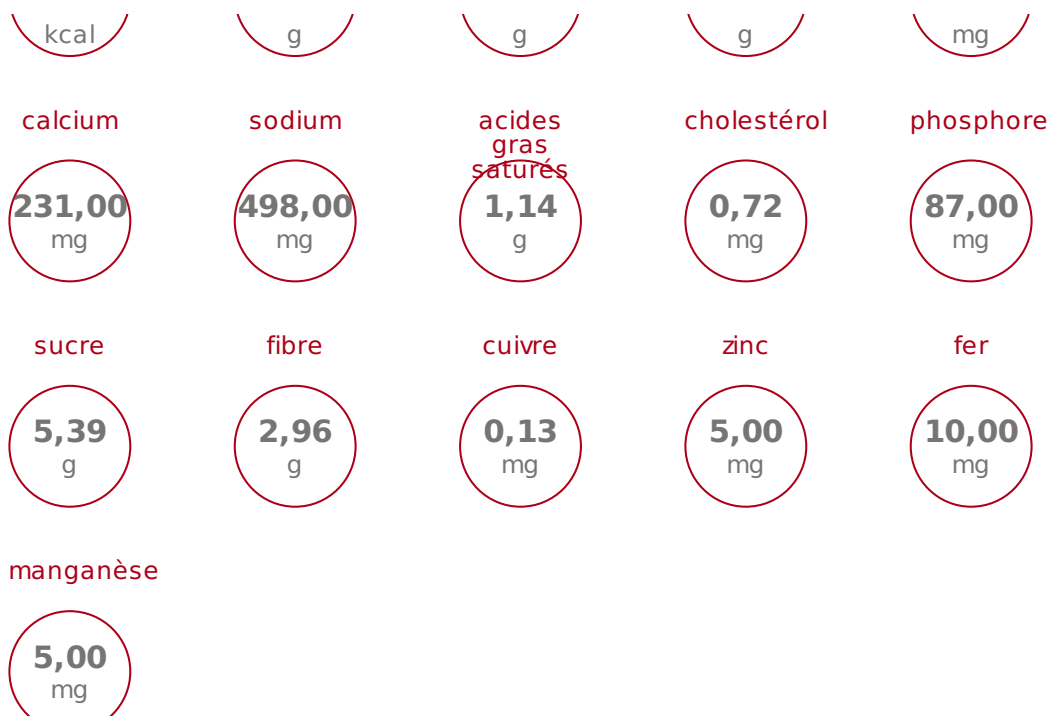 kcal g g g mg
calcium sodium acides gras saturés cholestérol phosphore
231,00 498,00 1,14 0,72 87,00
mg mg g mg mg
sucre fibre cuivre zinc fer
5,39 2,96 0,13 5,00 10,00
g g mg mg mg
manganèse
5,00
mg